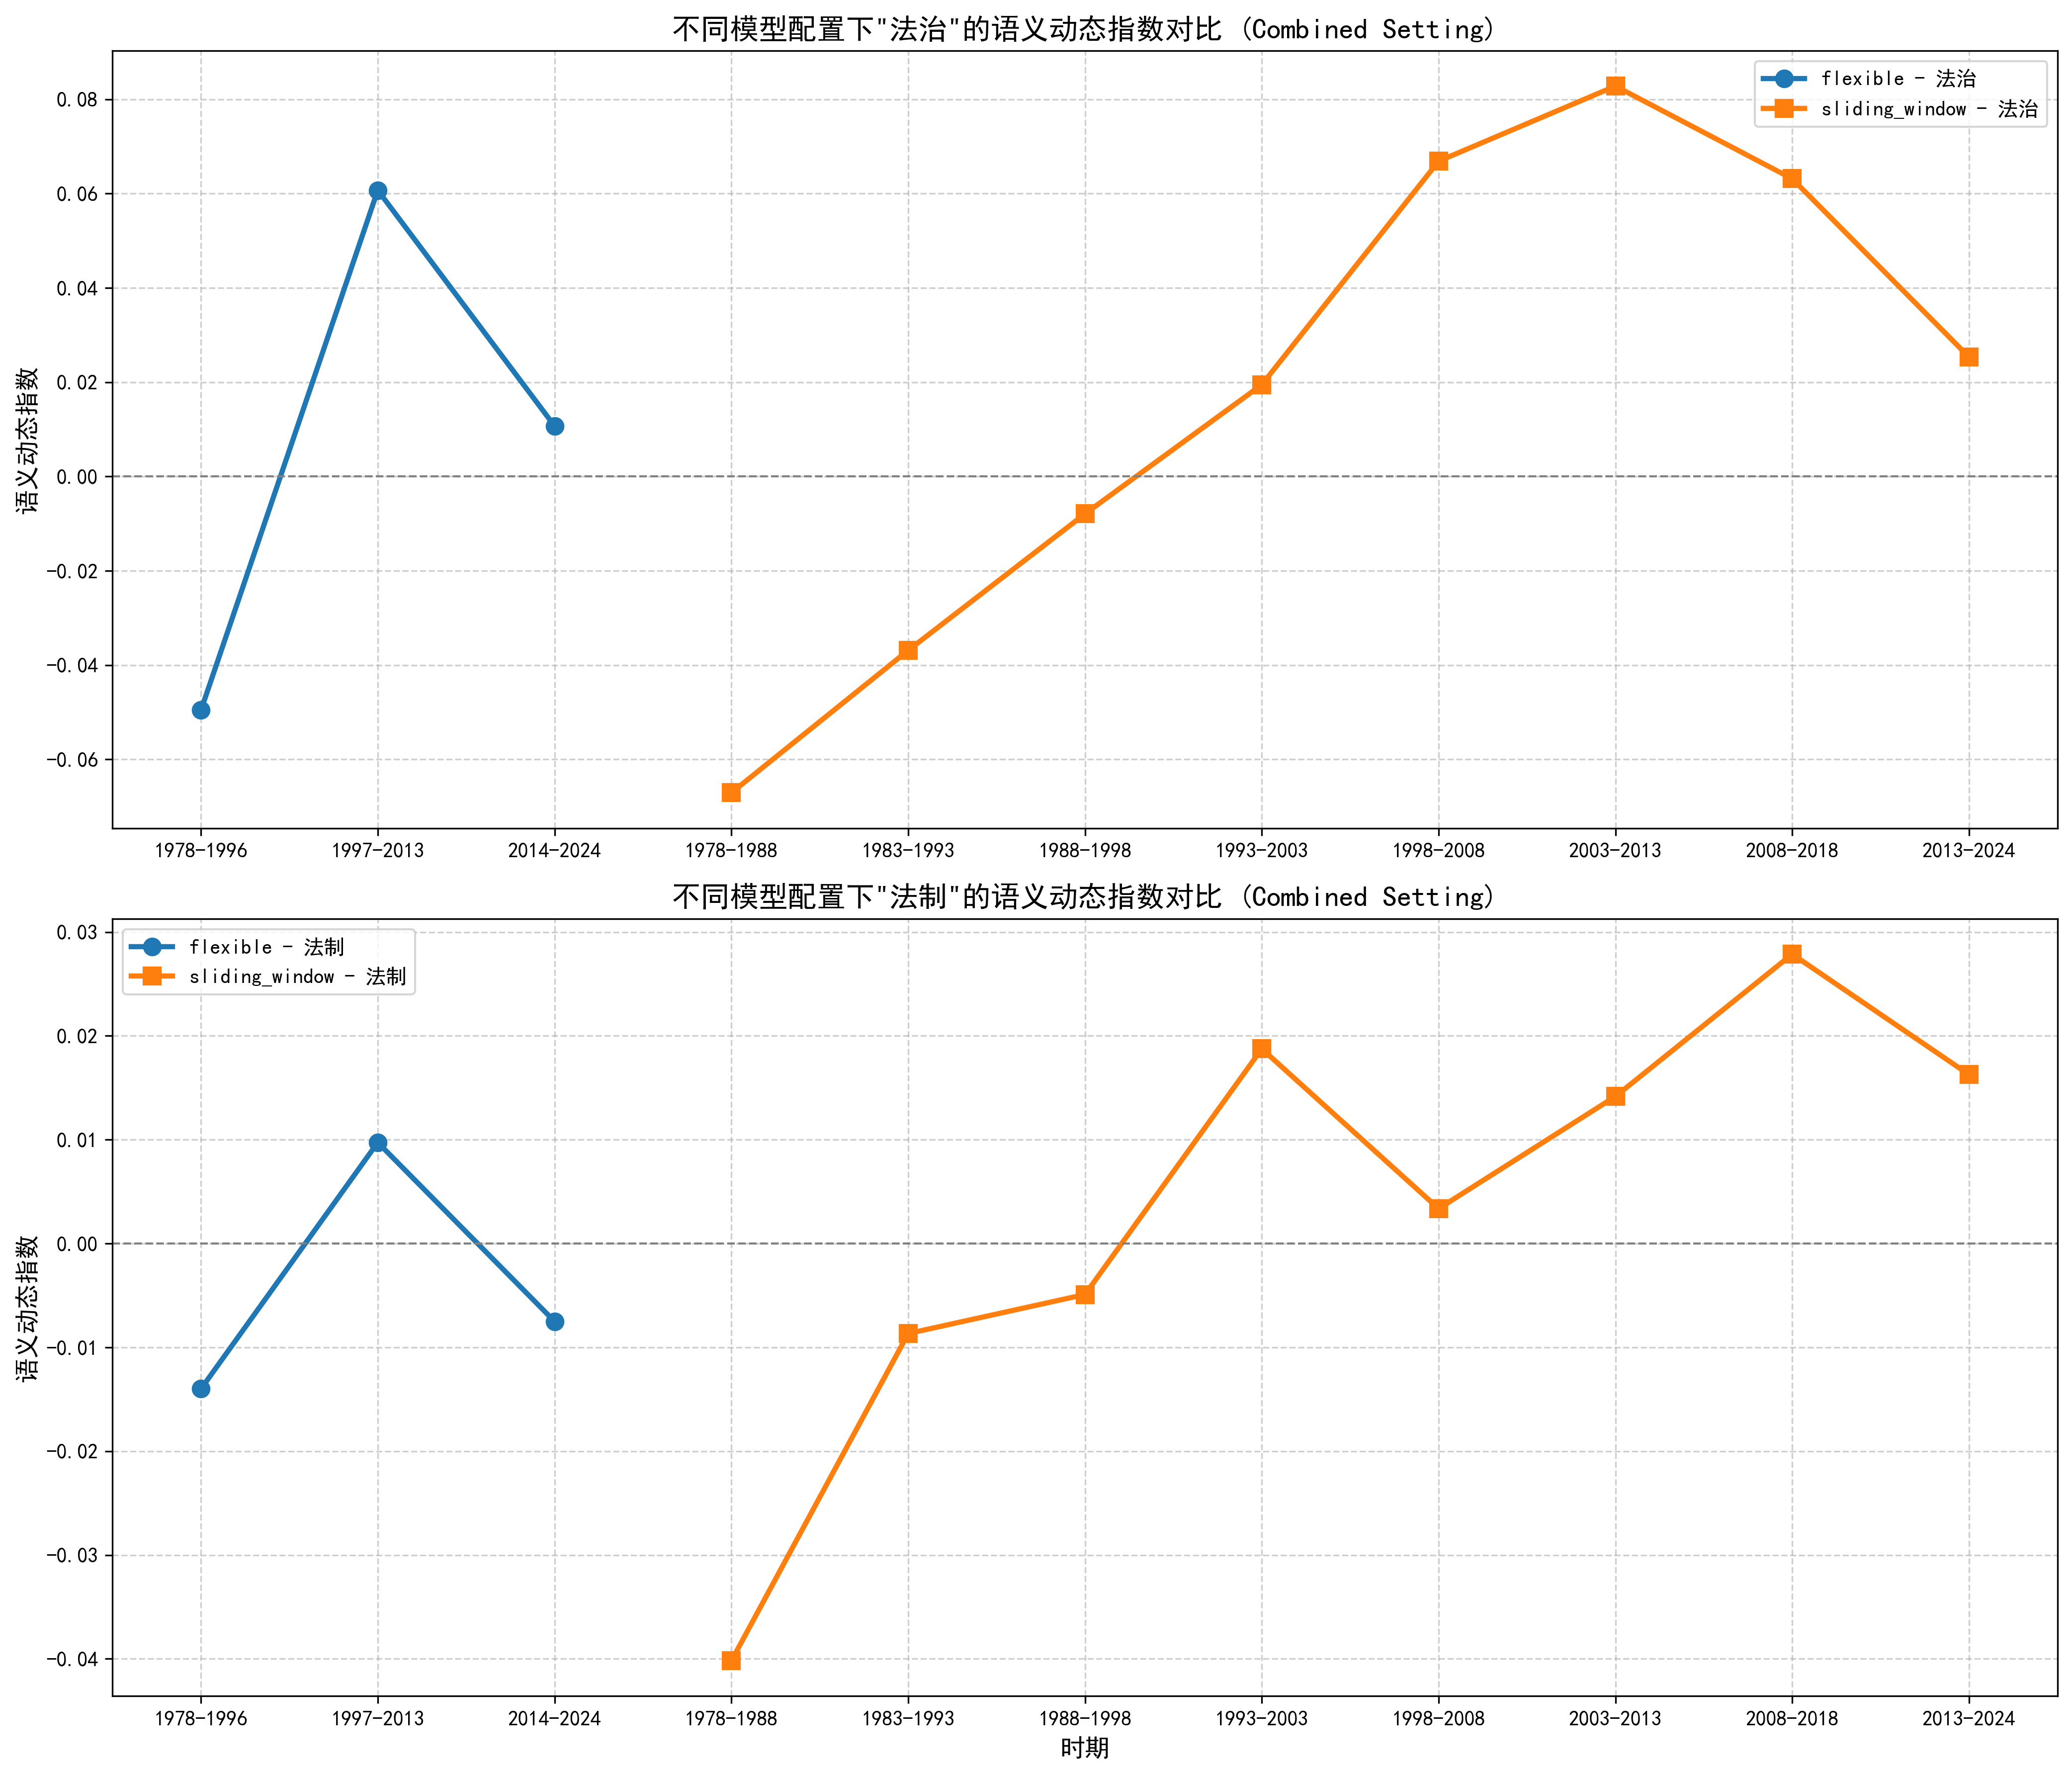 不同模型配置下"法治"的语义动态指数对比 (Combined Setting)
flexible - 法治
sliding_window - 法治
语义动态指数
0.08
0.06
0.04
0.02
0.00
-0.02
-0.04
-0.06
1978-1996 1997-2013 2014-2024 1978-1988 1983-1993 1988-1998 1993-2003 1998-2008 2003-2013 2008-2018 2013-2024
不同模型配置下"法制"的语义动态指数对比 (Combined Setting)
flexible - 法制
sliding_window - 法制
语义动态指数
0.03
0.02
0.01
0.00
-0.01
-0.02
-0.03
-0.04
1978-1996 1997-2013 2014-2024 1978-1988 1983-1993 1988-1998 1993-2003 1998-2008 2003-2013 2008-2018 2013-2024
时期